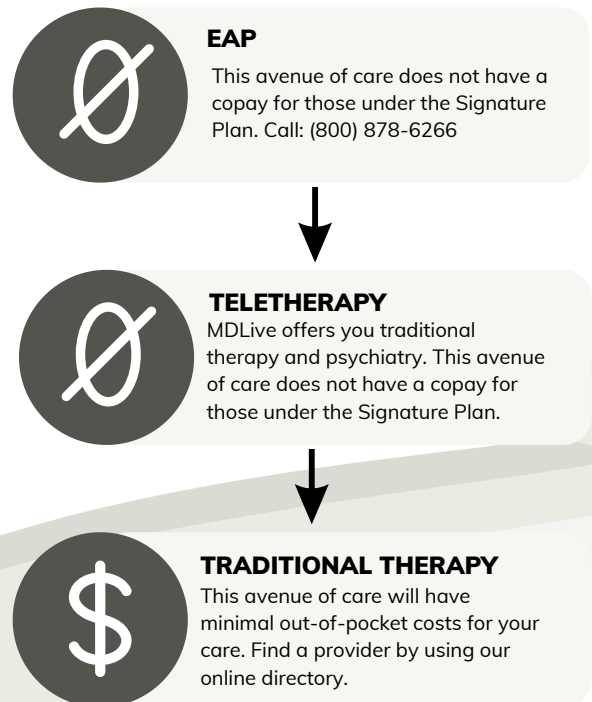 EAP
This avenue of care does not have a
copay for those under the Signature
Plan. Call: (800) 878-6266
TELETHERAPY
MDLive offers you traditional
therapy and psychiatry. This avenue
of care does not have a copay for
those under the Signature Plan.
$
TRADITIONAL THERAPY
This avenue of care will have
minimal out-of-pocket costs for your
care. Find a provider by using our
online directory.